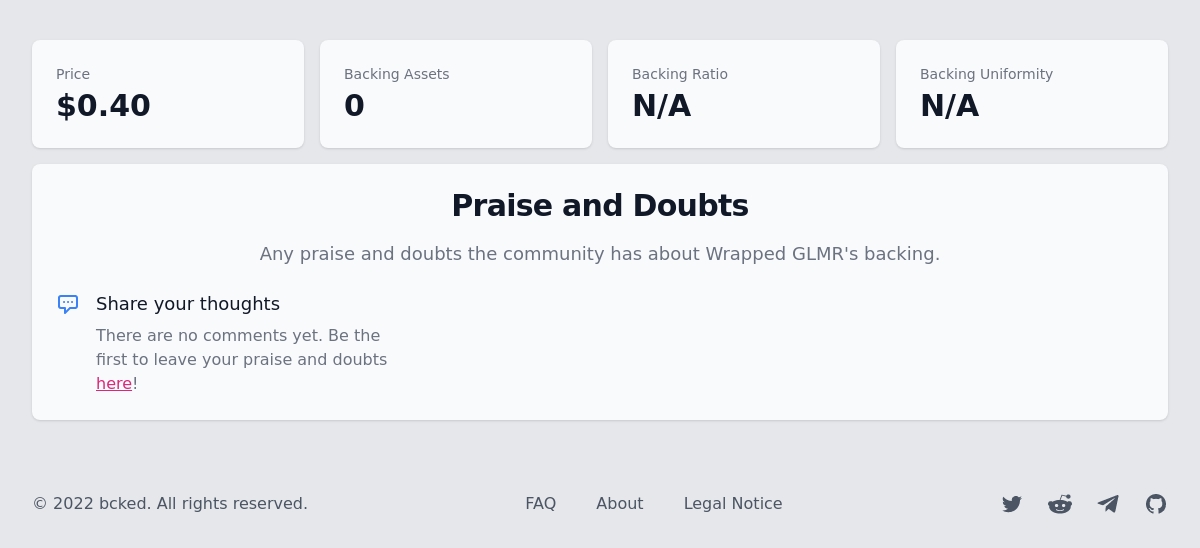 Price
$0.40
Backing Assets
0
Backing Ratio
N/A
Backing Uniformity
N/A
Praise and Doubts
Any praise and doubts the community has about Wrapped GLMR's backing.
Share your thoughts
There are no comments yet. Be the
first to leave your praise and doubts
here!
© 2022 bcked. All rights reserved.
FAQ
About
Legal Notice